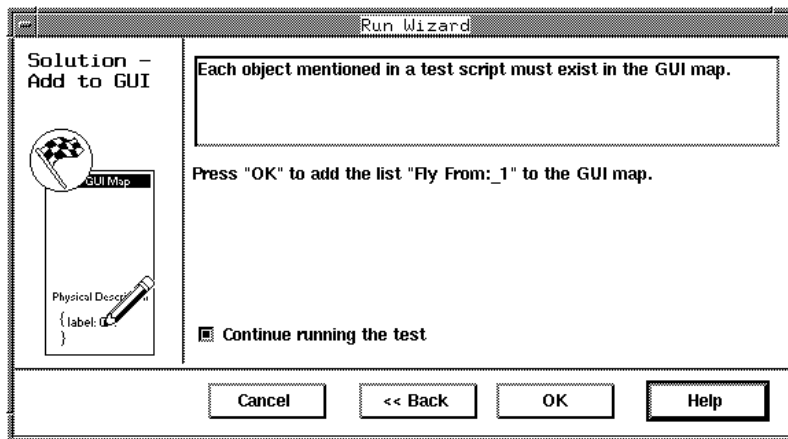 Run Wizard
Solution –
Add to GUI
GUI Map
Physical Descri
{label:
}
Each object mentioned in a test script must exist in the GUI map.
Press "OK" to add the list "Fly From:_1" to the GUI map.
Continue running the test
Cancel
<< Back
OK
Help